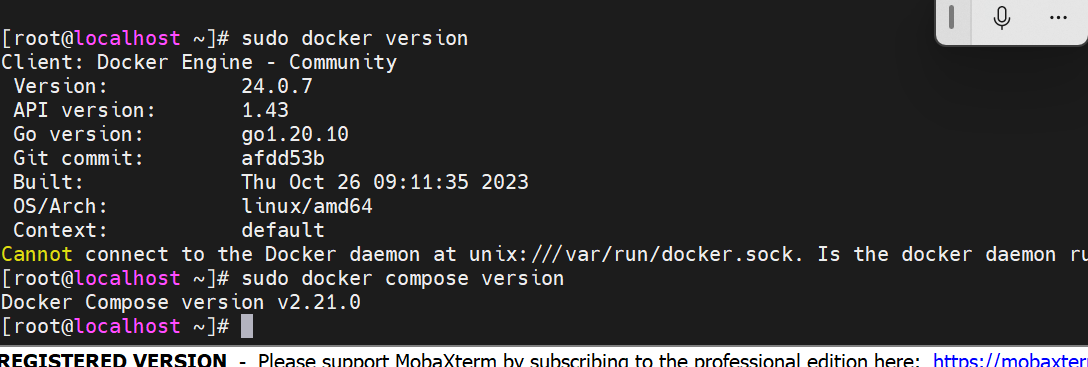 [root@localhost ~]# sudo docker version
Client: Docker Engine - Community
 Version:           24.0.7
 API version:       1.43
 Go version:        go1.20.10
 Git commit:        afdd53b
 Built:             Thu Oct 26 09:11:35 2023
 OS/Arch:           linux/amd64
 Context:           default
Cannot connect to the Docker daemon at unix:///var/run/docker.sock. Is the docker daemon ru
[root@localhost ~]# sudo docker compose version
Docker Compose version v2.21.0
[root@localhost ~]#
REGISTERED VERSION - Please support MobaXterm by subscribing to the professional edition here: https://mobaxter